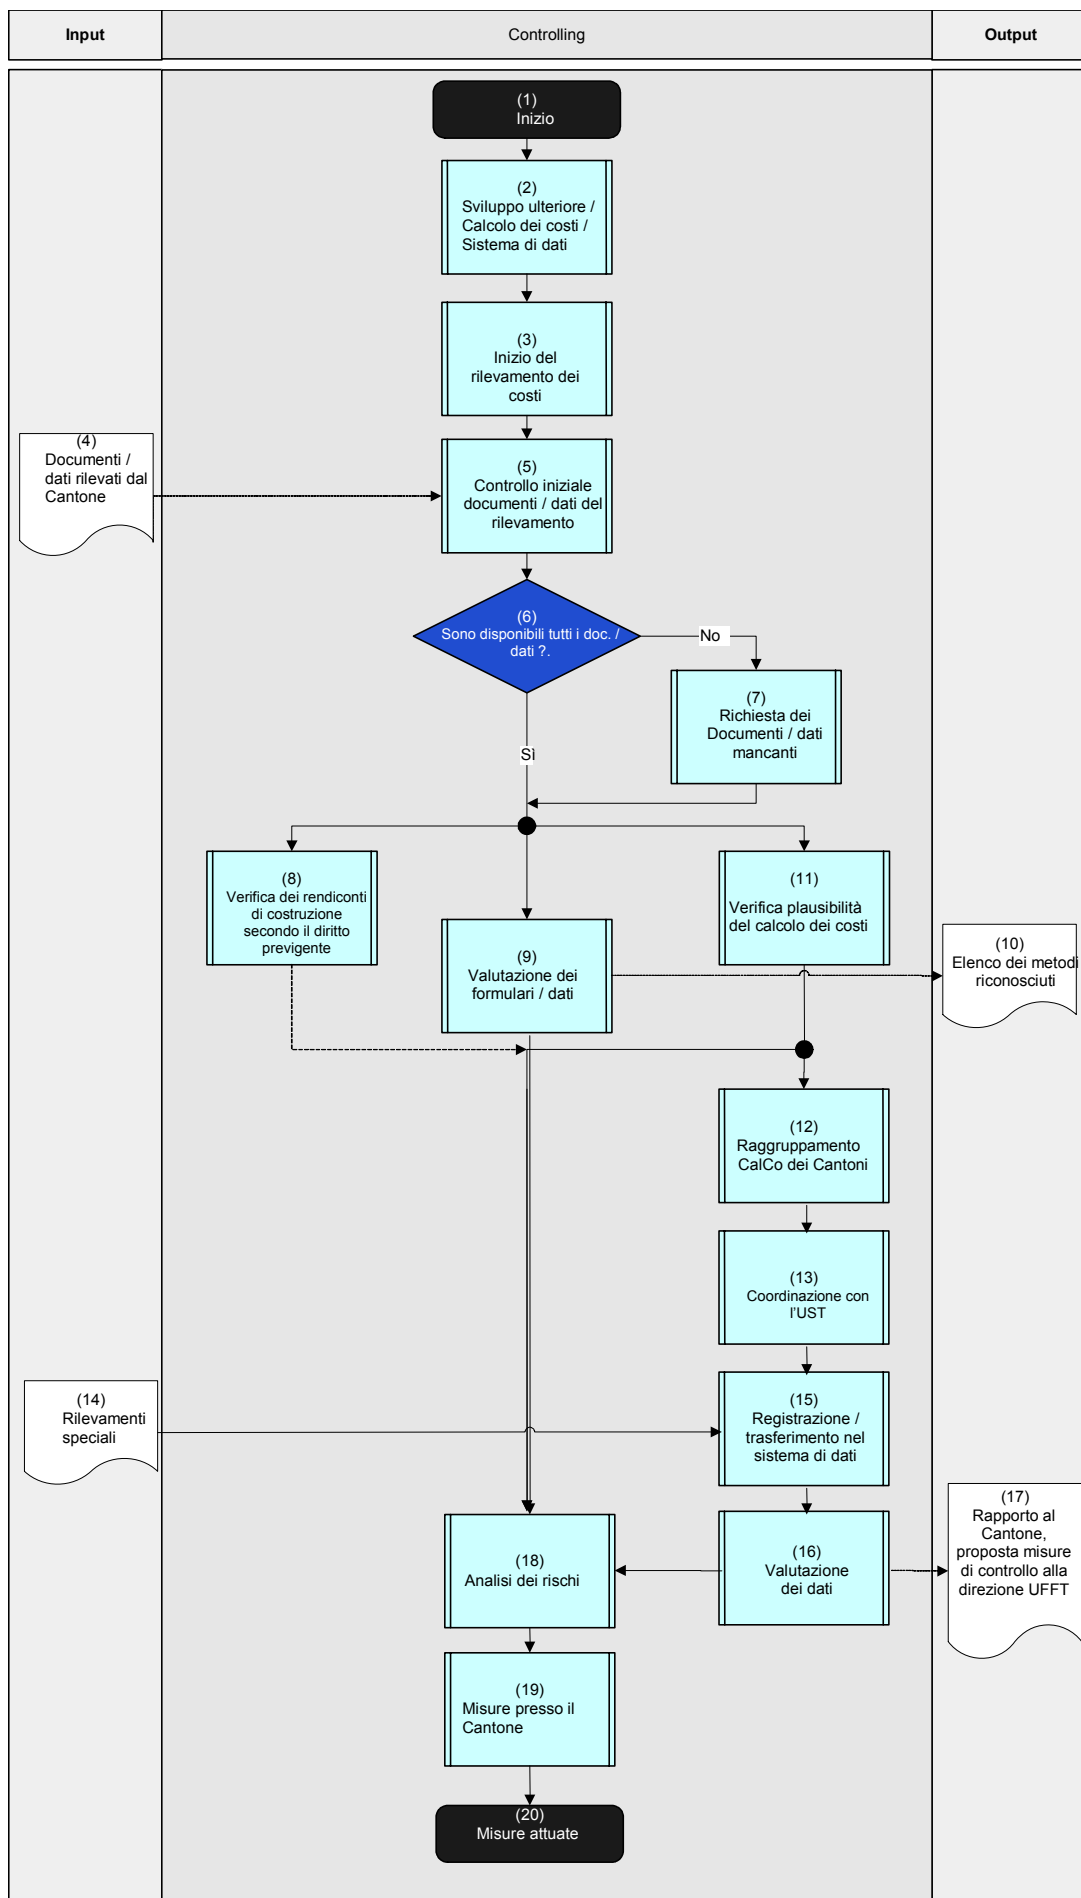 Input
Controlling
Output
(1)
Inizio
(2)
Sviluppo ulteriore /
Calcolo dei costi /
Sistema di dati
(3)
Inizio del
rilevamento dei
costi
(4)
Documenti /
dati rilevati dal
Cantone
(5)
Controllo iniziale
documenti / dati del
rilevamento
(6)
Sono disponibili tutti i doc. /
dati ?.
No
(7)
Richiesta dei
Documenti / dati
mancanti
Sì
(8)
Verifica dei rendiconti
di costruzione
secondo il diritto
previgente
(9)
Valutazione dei
formulari / dati
(11)
Verifica plausibilità
del calcolo dei costi
(10)
Elenco dei metodi
riconosciuti
(12)
Raggruppamento
CalCo dei Cantoni
(13)
Coordinazione con
l'UST
(14)
Rilevamenti
speciali
(15)
Registrazione /
trasferimento nel
sistema di dati
(16)
Valutazione
dei dati
(17)
Rapporto al
Cantone,
proposta misure
di controllo alla
direzione UFFT
(18)
Analisi dei rischi
(19)
Misure presso il
Cantone
(20)
Misure attuate